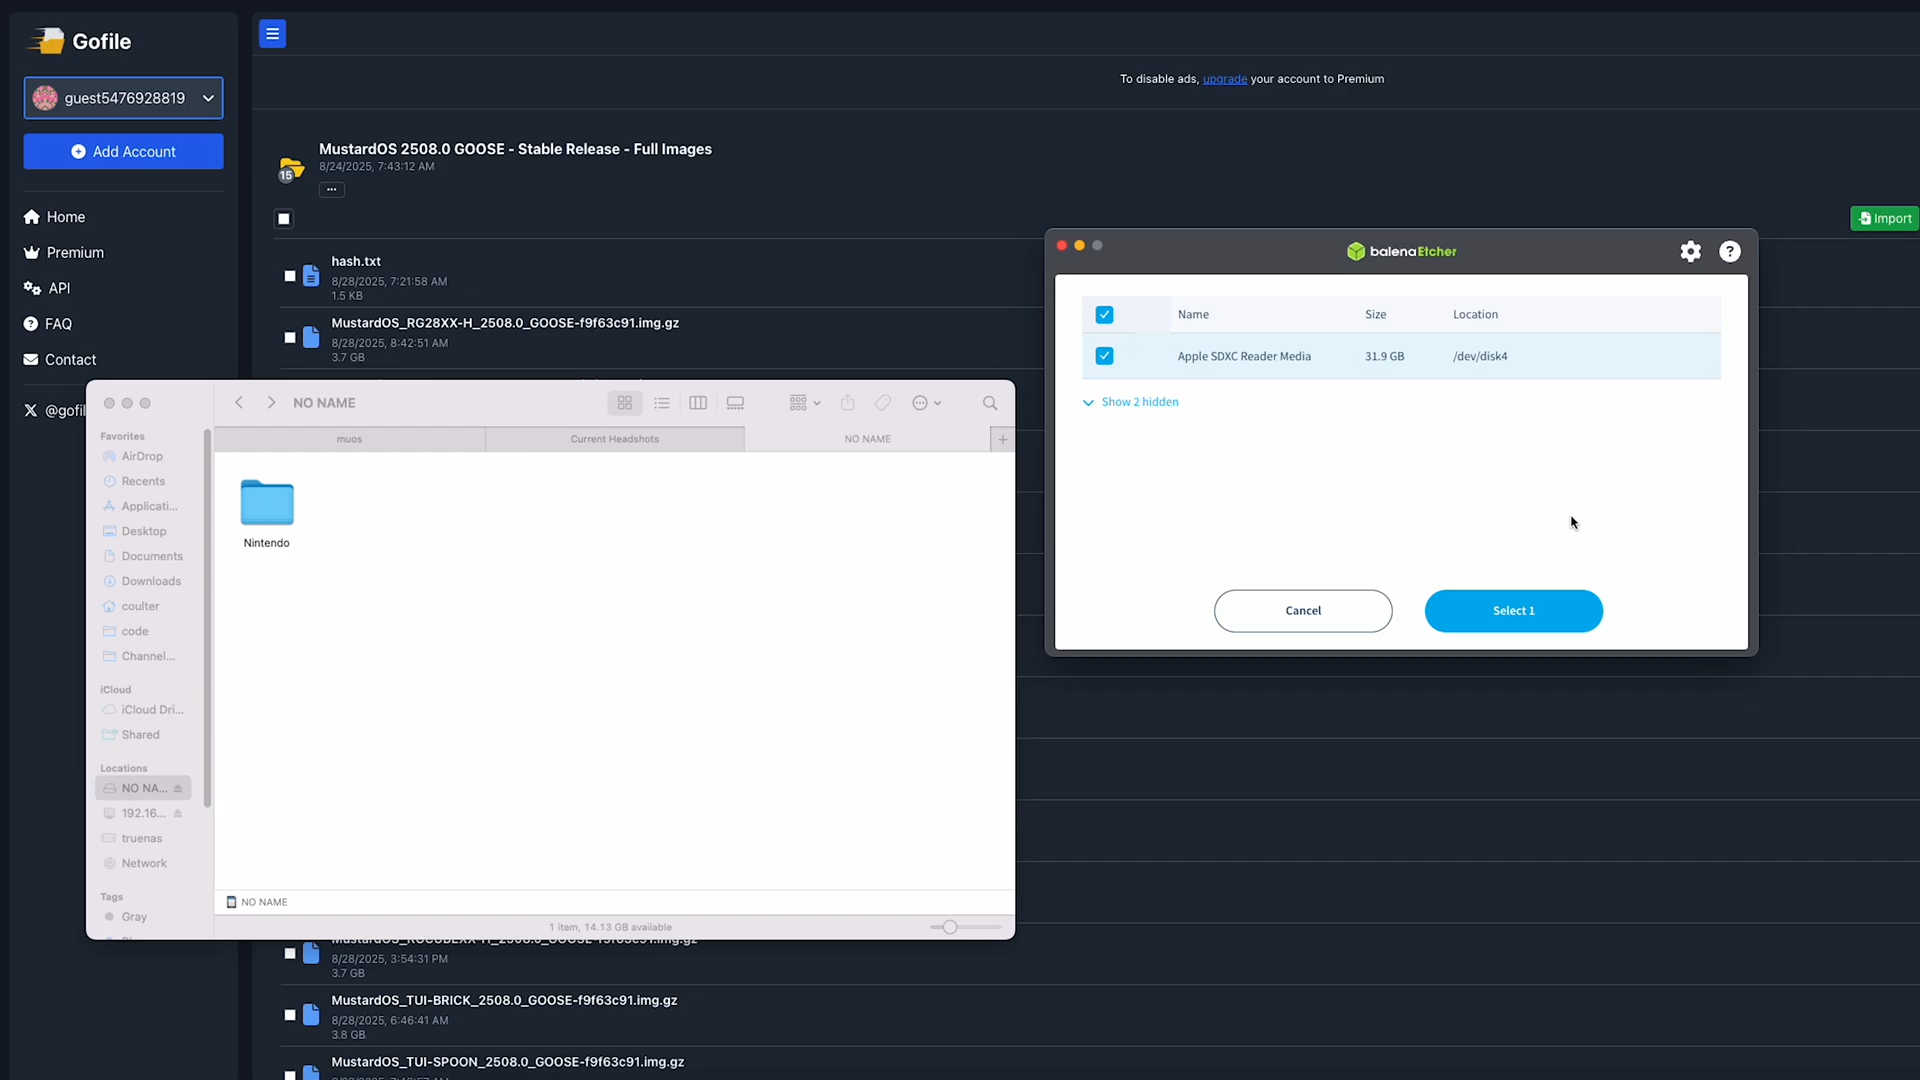 Gofile
guest5476928819
Add Account
Home
Premium
API
FAQ
Contact
@gofil
To disable ads, upgrade your account to Premium
MustardOS 2508.0 GOOSE - Stable Release - Full Images
8/24/2025, 7:43:12 AM
15
...
Import
hash.txt
8/28/2025, 7:21:58 AM
1.5 KB
MustardOS_RG28XX-H_2508.0_GOOSE-f9f63c91.img.gz
8/28/2025, 8:42:51 AM
3.7 GB
NO NAME
muos
Current Headshots
NO NAME
+
Favorites
AirDrop
Recents
Applicati...
Desktop
Documents
Downloads
coulter
code
Channel...
iCloud
iCloud Dri...
Shared
Locations
NO NA...
192.16...
truenas
Network
Tags
Gray
Nintendo
NO NAME
1 item, 14.13 GB available
balenaEtcher
?
Name Size Location
Apple SDXC Reader Media 31.9 GB /dev/disk4
Show 2 hidden
Cancel
Select 1
8/28/2025, 3:54:31 PM
3.7 GB
MustardOS_TUI-BRICK_2508.0_GOOSE-f9f63c91.img.gz
8/28/2025, 6:46:41 AM
3.8 GB
MustardOS_TUI-SPOON_2508.0_GOOSE-f9f63c91.img.gz